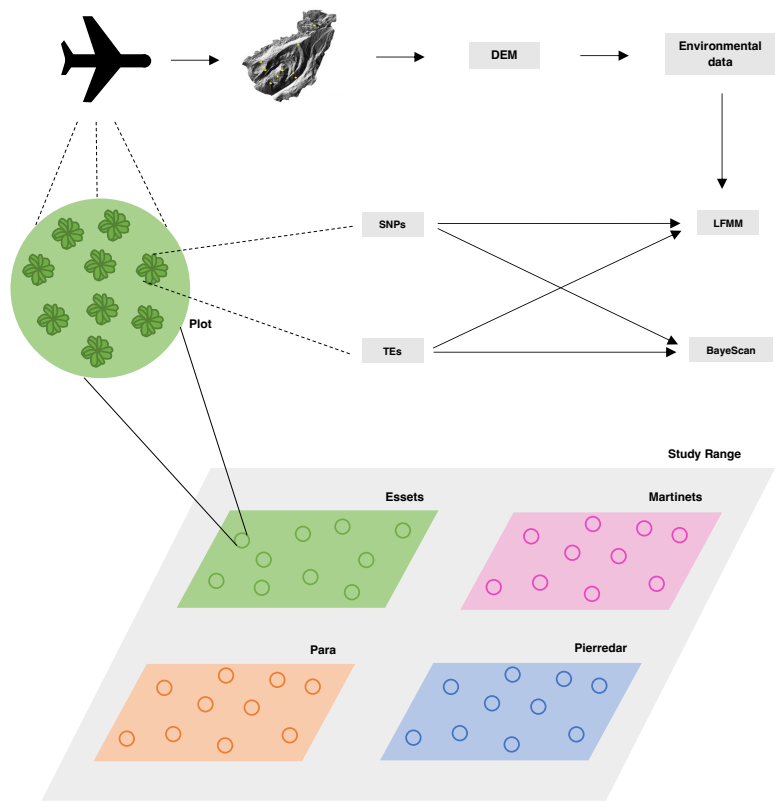 DEM
Environmental
data
SNPs
LFMM
Plot
TEs
BayeScan
Study Range
Essets
Martinets
Para
Pierredar